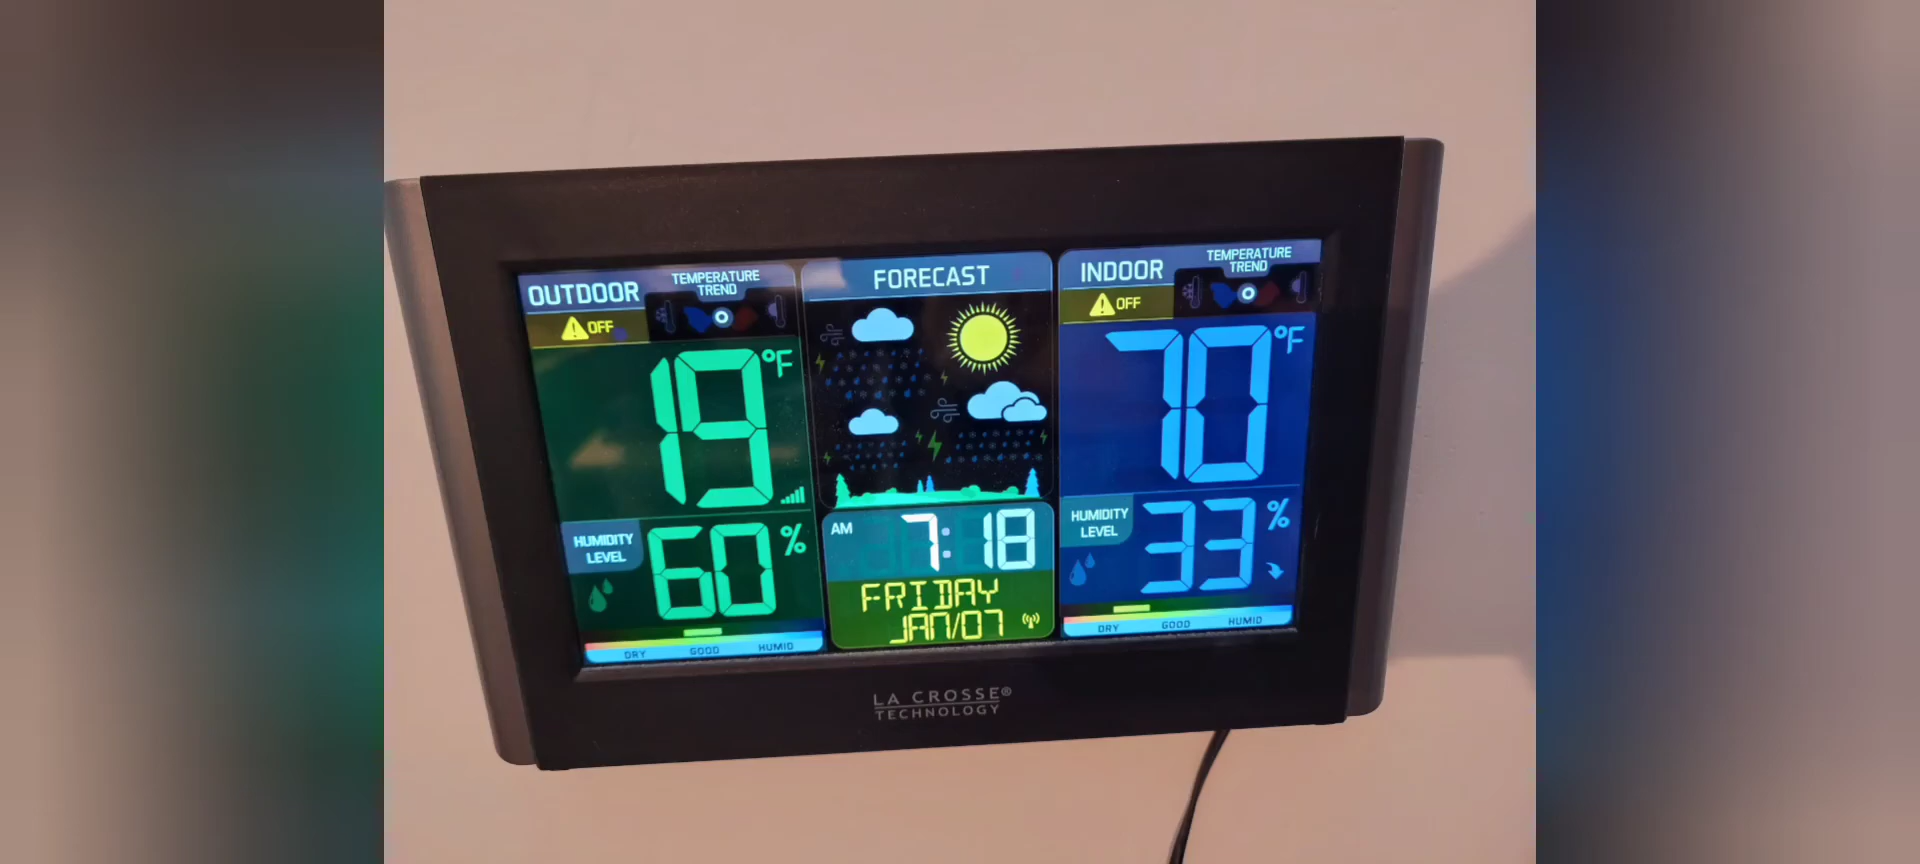 OUTDOOR
TEMPERATURE
TREND
OFF
19 °F
HUMIDITY
LEVEL
60 %
DRY GOOD HUMID
FORECAST
AM 7:18
FRIDAY
JAN/07
INDOOR
TEMPERATURE
TREND
OFF
70 °F
HUMIDITY
LEVEL
33 %
DRY GOOD HUMID
LA CROSSE®
TECHNOLOGY